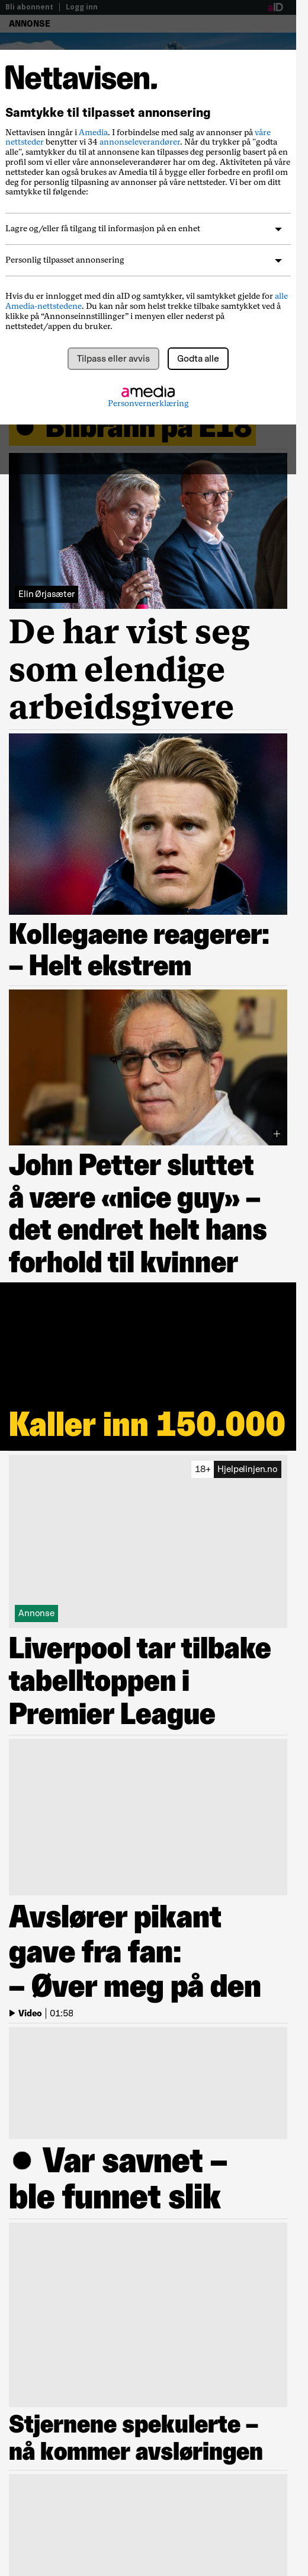 Bli abonnent | Logg inn
aID
ANNONSE
Nettavisen.
Samtykke til tilpasset annonsering
Nettavisen inngår i Amedia. I forbindelse med salg av annonser på våre
nettsteder benytter vi 34 annonseleverandører. Når du trykker på "godta
alle", samtykker du til at annonsene kan tilpasses deg personlig basert på en
profil som vi eller våre annonseleverandører har om deg. Aktiviteten på våre
nettsteder kan også brukes av Amedia til å bygge eller forbedre en profil om
deg for personlig tilpasning av annonser på våre nettsteder. Vi ber om ditt
samtykke til følgende:
Lagre og/eller få tilgang til informasjon på en enhet
Personlig tilpasset annonsering
Hvis du er innlogget med din aID og samtykker, vil samtykket gjelde for alle
Amedia-nettstedene. Du kan når som helst trekke tilbake samtykket ved å
klikke på “Annonseinnstillinger” i menyen eller nederst på
nettstedet/appen du bruker.
Tilpass eller avvis
Godta alle
amedia
Personvernerklæring
Bilbrann på E18
Elin Ørjasæter
De har vist seg
som elendige
arbeidsgivere
Kollegaene reagerer:
– Helt ekstrem
John Petter sluttet
å være «nice guy» –
det endret helt hans
forhold til kvinner
Kaller inn 150.000
18+ Hjelpelinjen.no
Annonse
Liverpool tar tilbake
tabelltoppen i
Premier League
Avslører pikant
gave fra fan:
– Øver meg på den
Video | 01:58
Var savnet –
ble funnet slik
Stjernene spekulerte –
nå kommer avsløringen